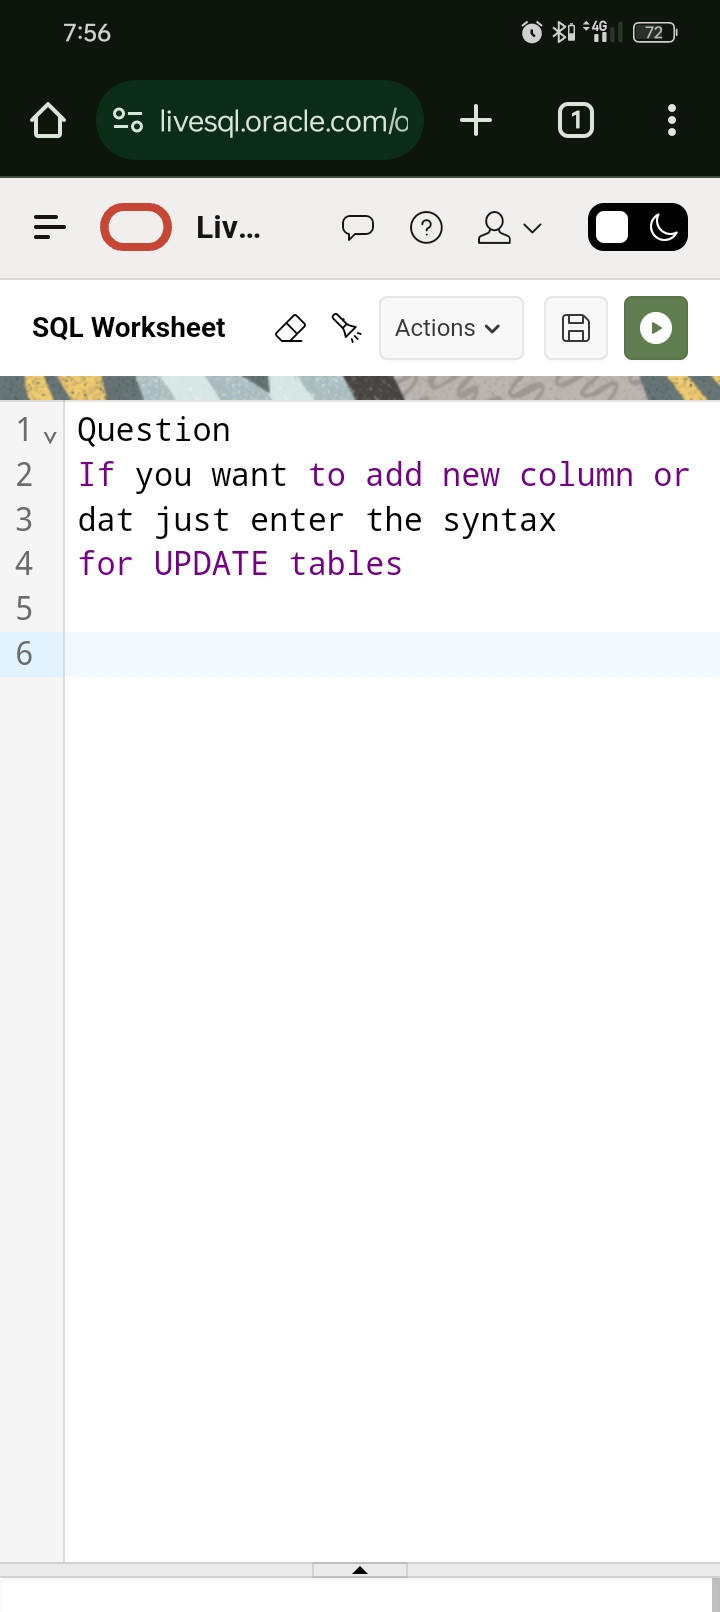 7:56
4G
72
livesql.oracle.com/o
1
Liv...
SQL Worksheet
Actions
1 Question
2 If you want to add new column or
3 dat just enter the syntax
4 for UPDATE tables
5
6